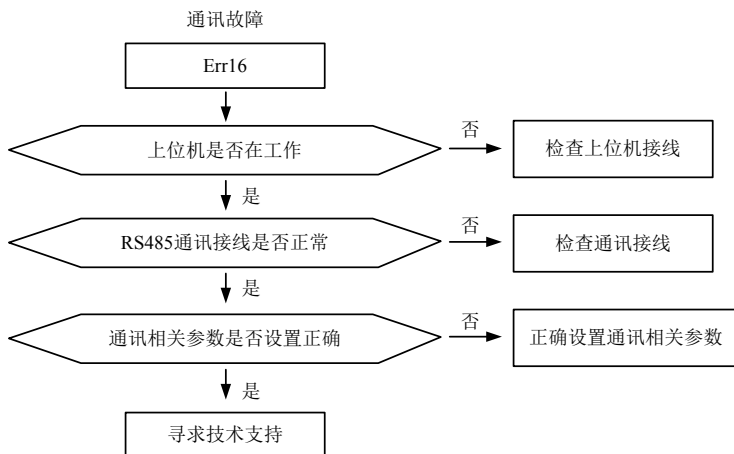 通讯故障
Err16
上位机是否在工作
否
检查上位机接线
是
RS485通讯接线是否正常
否
检查通讯接线
是
通讯相关参数是否设置正确
否
正确设置通讯相关参数
是
寻求技术支持